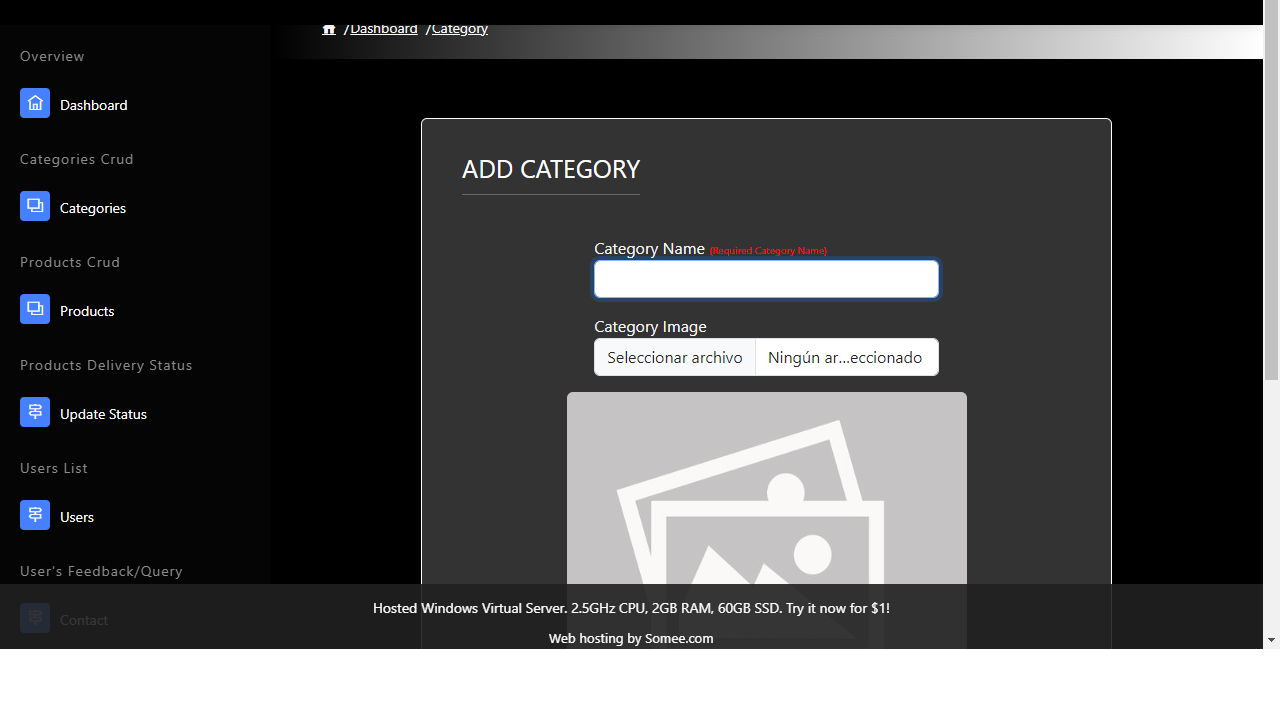 /Dashboard /Category
Overview
Dashboard
Categories Crud
Categories
Products Crud
Products
Products Delivery Status
Update Status
Users List
Users
User's Feedback/Query
Contact
ADD CATEGORY
Category Name (Required Category Name)
Category Image
Seleccionar archivo Ningún ar...eccionado
Hosted Windows Virtual Server. 2.5GHz CPU, 2GB RAM, 60GB SSD. Try it now for $1!
Web hosting by Somee.com